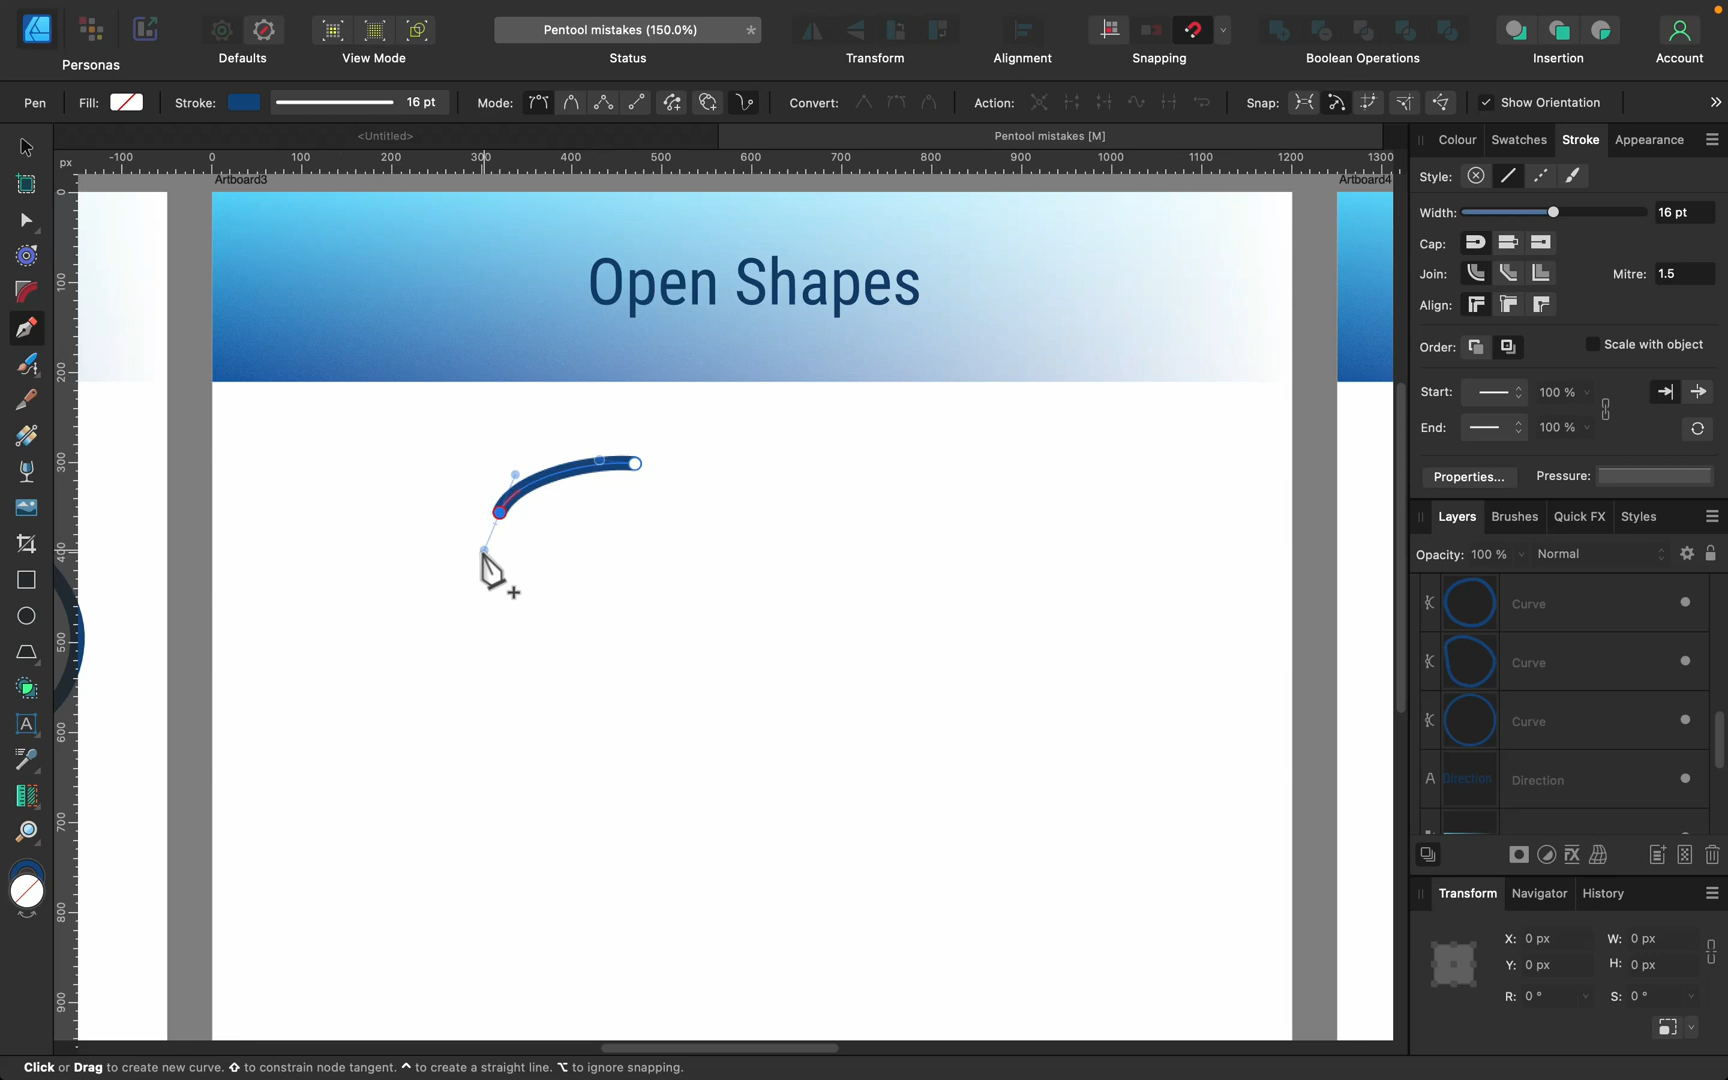 Pentool mistakes (150.0%)
*
Personas
Defaults
View Mode
Status
Transform
Alignment
Snapping
Boolean Operations
Insertion
Account
Pen
Fill:
Stroke:
16 pt
Mode:
Convert:
Action:
Snap:
Show Orientation
<Untitled>
Pentool mistakes [M]
px
-100 0 100 200 300 400 500 600 700 800 900 1000 1100 1200 1300
0
100
200
300
400
500
600
700
800
900
Artboard3
Artboard4
Open Shapes
Colour Swatches Stroke Appearance
Style:
Width: 16 pt
Cap:
Join: Mitre: 1.5
Align:
Order: Scale with object
Start: 100 %
End: 100 %
Properties... Pressure:
Layers Brushes Quick FX Styles
Opacity: 100 % Normal
Curve
Curve
Curve
A Direction Direction
FX
Transform Navigator History
X: 0 px W: 0 px
Y: 0 px H: 0 px
R: 0 ° S: 0 °
A
Click or Drag to create new curve. ⇧ to constrain node tangent. ^ to create a straight line. ⌥ to ignore snapping.